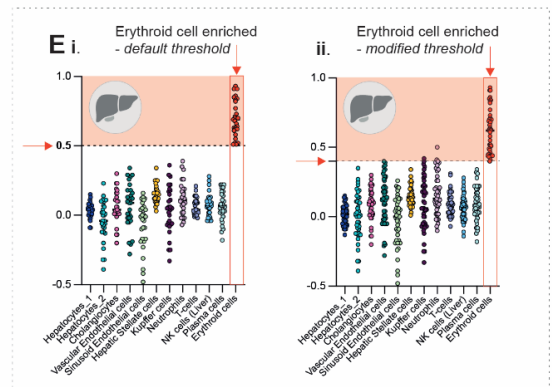 E i.
Erythroid cell enriched
- default threshold
1.0
0.5
0.0
-0.5
Hepatocytes_1
Hepatocytes_2
Cholangiocytes
Vascular Endothelial cells
Sinusoid Endothelial cells
Hepatic Stellate cells
Kupffer cells
Neutrophils
T-cells
NK cells (Liver)
Plasma cells
Erythroid cells
ii.
Erythroid cell enriched
- modified threshold
1.0
0.5
0.0
-0.5
Hepatocytes_1
Hepatocytes_2
Cholangiocytes
Vascular Endothelial cells
Sinusoid Endothelial cells
Hepatic Stellate cells
Kupffer cells
Neutrophils
T-cells
NK cells (Liver)
Plasma cells
Erythroid cells